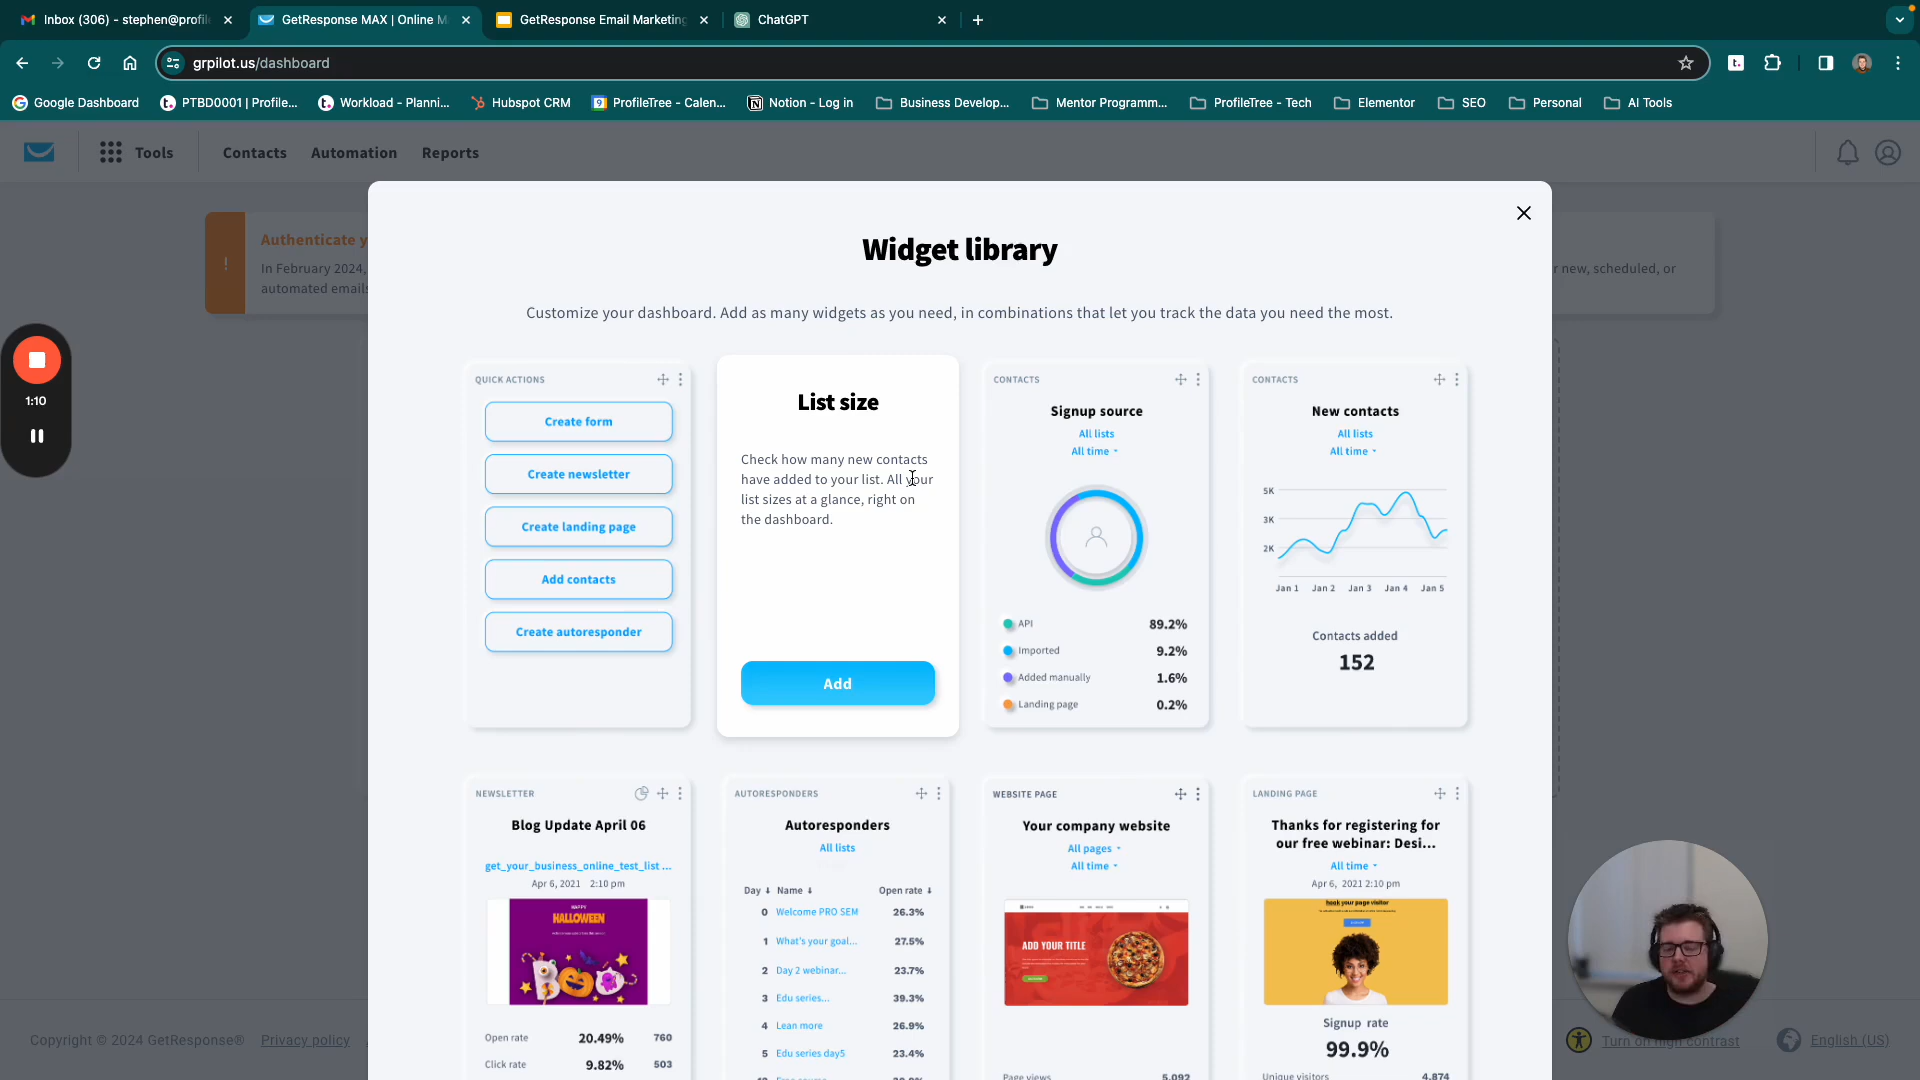 Inbox (306) - stephen@profil
GetResponse MAX | Online M
GetResponse Email Marketing
ChatGPT
grpilot.us/dashboard
Google Dashboard
PTBD0001 | Profile...
Workload - Planni...
Hubspot CRM
ProfileTree - Calen...
Notion - Log in
Business Develop...
Mentor Programm...
ProfileTree - Tech
Elementor
SEO
Personal
AI Tools
Tools
Contacts
Automation
Reports
Authenticate y
In February 2024,
automated emails
r new, scheduled, or
1:10
Widget library
Customize your dashboard. Add as many widgets as you need, in combinations that let you track the data you need the most.
QUICK ACTIONS
Create form
Create newsletter
Create landing page
Add contacts
Create autoresponder
List size
Check how many new contacts
have added to your list. All your
list sizes at a glance, right on
the dashboard.
Add
CONTACTS
Signup source
All lists
All time
API 89.2%
Imported 9.2%
Added manually 1.6%
Landing page 0.2%
CONTACTS
New contacts
All lists
All time
5K
3K
2K
Jan 1 Jan 2 Jan 3 Jan 4 Jan 5
Contacts added
152
NEWSLETTER
Blog Update April 06
get_your_business_online_test_list ...
Apr 6, 2021 2:10 pm
HAPPY
HALLOWEEN
Open rate 20.49% 760
Click rate 9.82% 503
AUTORESPONDERS
Autoresponders
All lists
Day Name Open rate
0 Welcome PRO SEM 26.3%
1 What's your goal... 27.5%
2 Day 2 webinar... 23.7%
3 Edu series... 39.3%
4 Lean more 26.9%
5 Edu series day5 23.4%
WEBSITE PAGE
Your company website
All pages
All time
ADD YOUR TITLE
Page views 5,092
LANDING PAGE
Thanks for registering for
our free webinar: Desi...
All time
Apr 6, 2021 2:10 pm
book your page visitor
Signup rate
99.9%
Unique visitors 4,874
Copyright © 2024 GetResponse®
Privacy policy
Turn on high contrast
English (US)